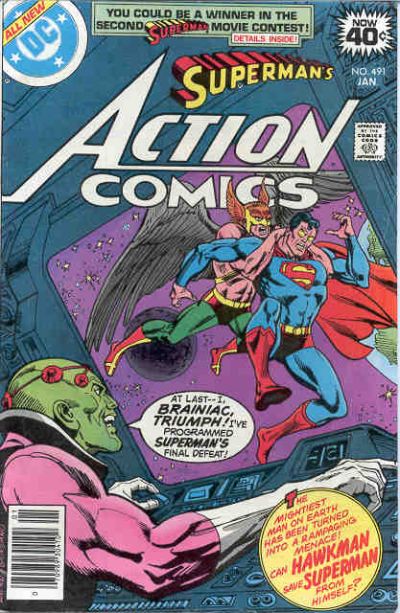 ALL NEW
DC
YOU COULD BE A WINNER IN THE
SECOND SUPERMAN MOVIE CONTEST!
DETAILS INSIDE!
NOW
40¢
NO. 491
JAN.
SUPERMAN'S
ACTION
COMICS
APPROVED
BY THE
COMICS
CODE
AUTHORITY
AT LAST--I,
BRAINIAC,
TRIUMPH! I'VE
PROGRAMMED
SUPERMAN'S
FINAL DEFEAT!
THE
MIGHTIEST
MAN ON EARTH
HAS BEEN TURNED
INTO A RAMPAGING
MENACE!
CAN HAWKMAN
SAVE SUPERMAN
FROM
HIMSELF?
01